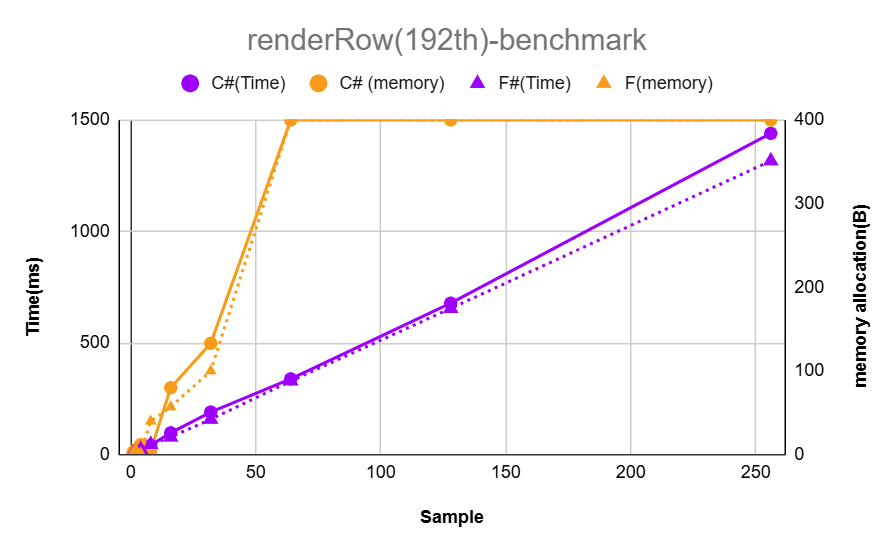 renderRow(192th)-benchmark
C#(Time) C# (memory) F#(Time) F(memory)
1500 400
300
1000
200
500
100
0 0
0 50 100 150 200 250
Time(ms)
memory allocation(B)
Sample